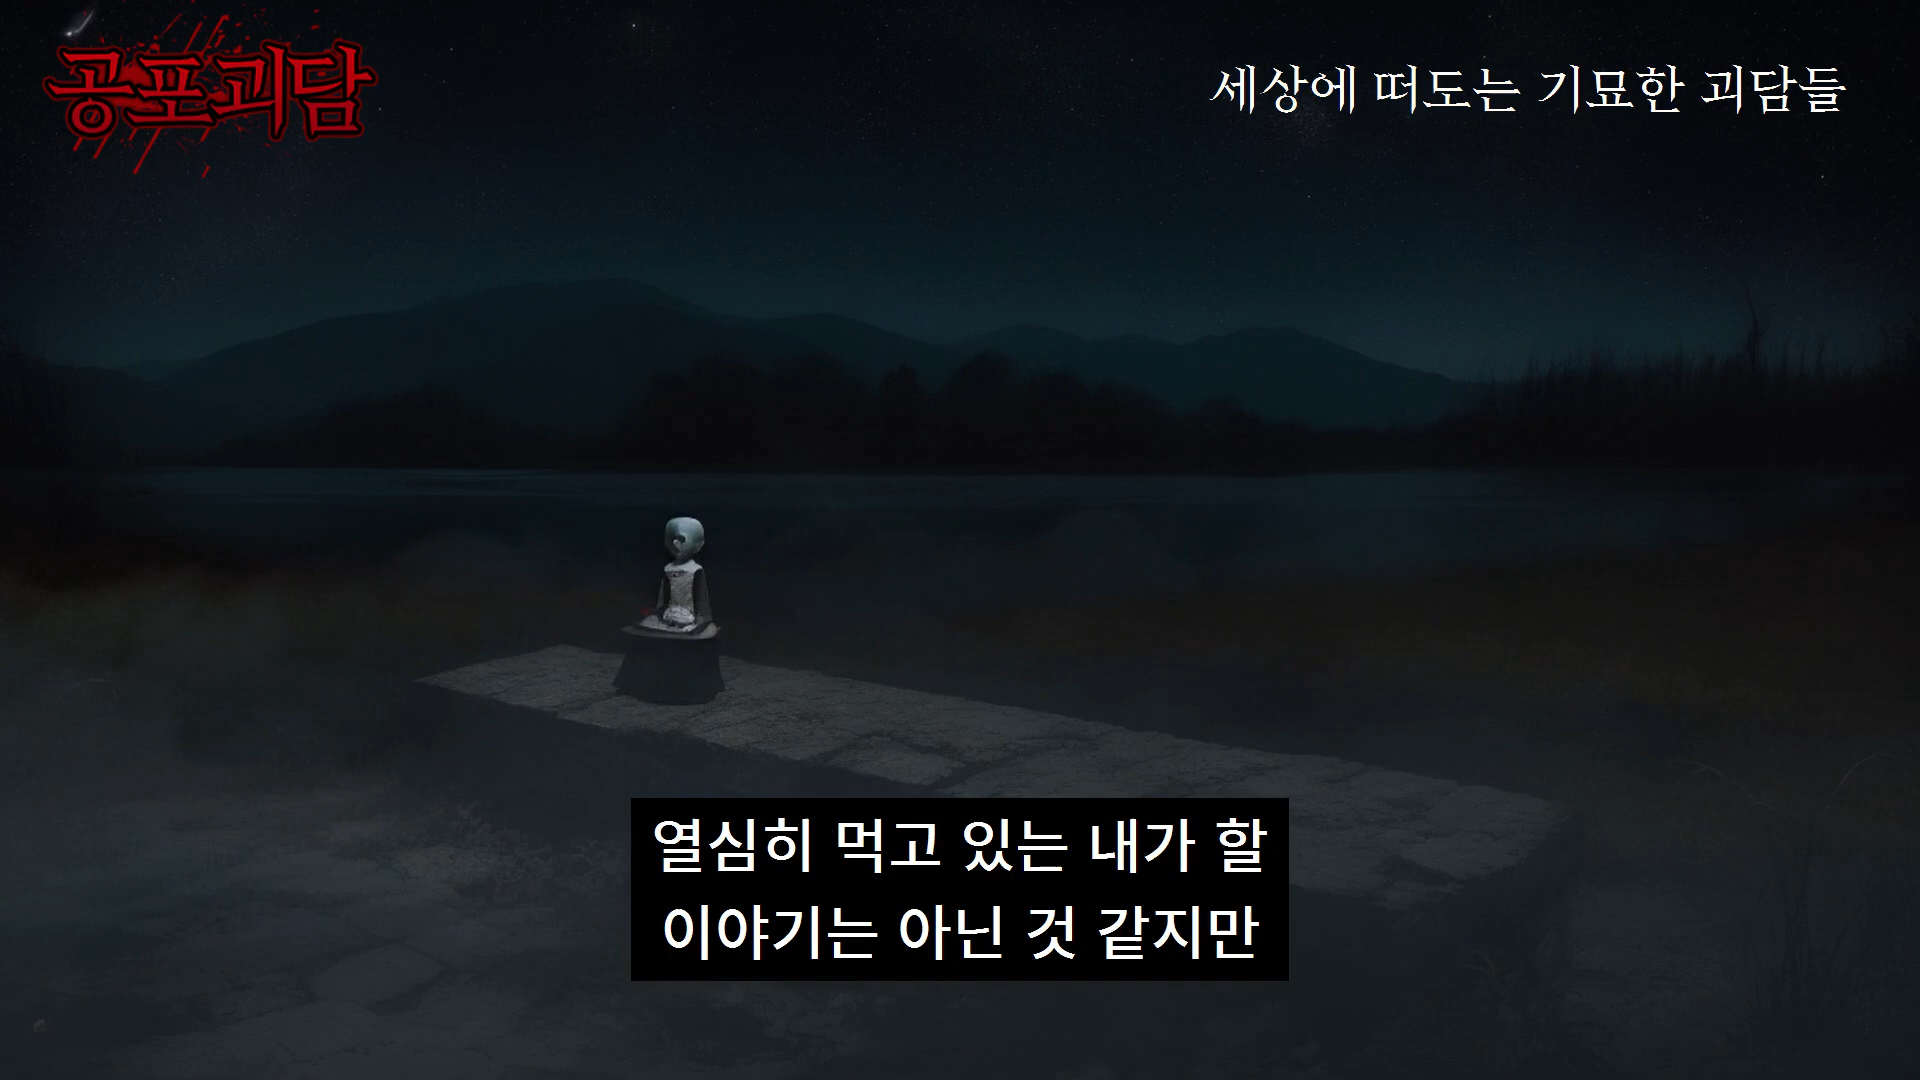 공포괴담
세상에 떠도는 기묘한 괴담들
열심히 먹고 있는 내가 할
이야기는 아닌 것 같지만